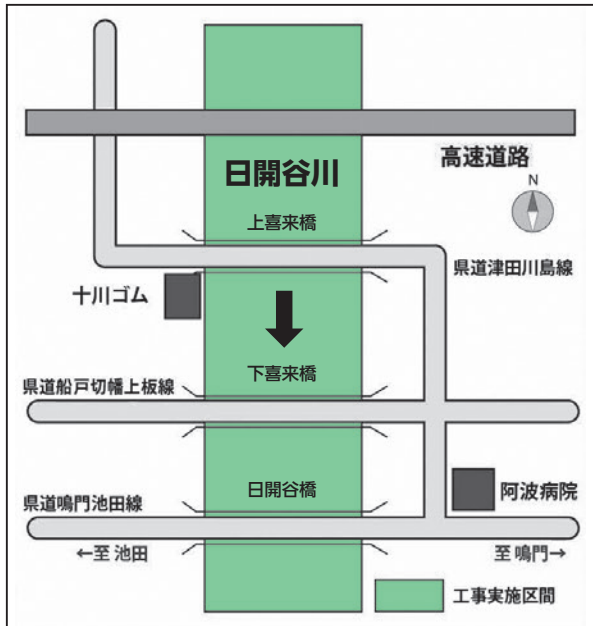 高速道路
日開谷川
N
上喜来橋
県道津田川島線
十川ゴム
下喜来橋
県道船戸切幡上板線
日開谷橋
阿波病院
県道鳴門池田線
←至 池田
至 鳴門→
工事実施区間